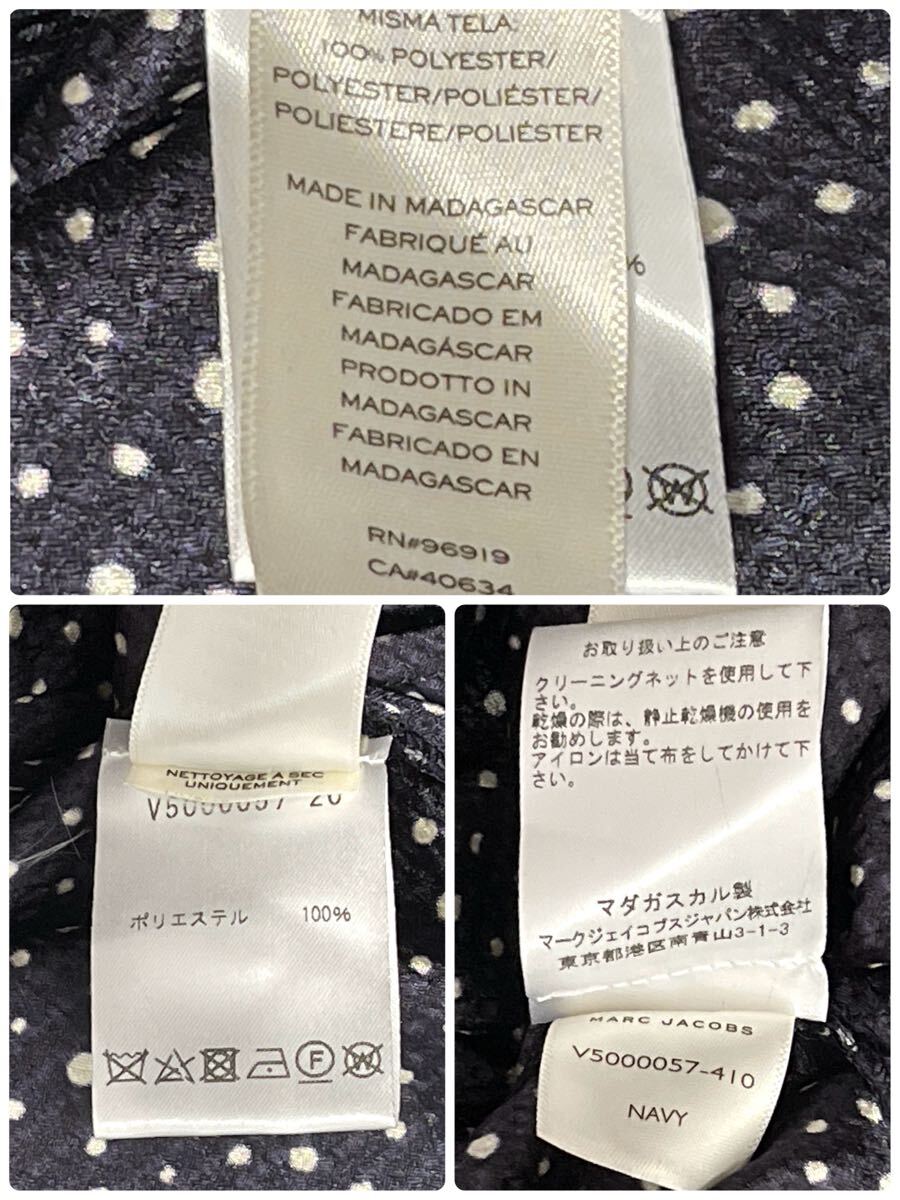 MISMA TELA.
100% POLYESTER/
POLYESTER/POLIÉSTER/
POLIESTERE/POLIÉSTER
MADE IN MADAGASCAR
FABRIQUÉ AU
MADAGASCAR
FABRICADO EM
MADAGÁSCAR
PRODOTTO IN
MADAGASCAR
FABRICADO EN
MADAGASCAR
RN#96919
CA#40634
%
W
NETTOYAGE A SEC
UNIQUEMENT
V5000057 20
ポリエステル 100%
F W
お取り扱い上のご注意
クリーニングネットを使用して下
さい。
乾燥の際は、静止乾燥機の使用を
お勧めします。
アイロンは当て布をしてかけて下
さい。
マダガスカル製
マークジェイコブスジャパン株式会社
東京都港区南青山3-1-3
MARC JACOBS
V5000057-410
NAVY